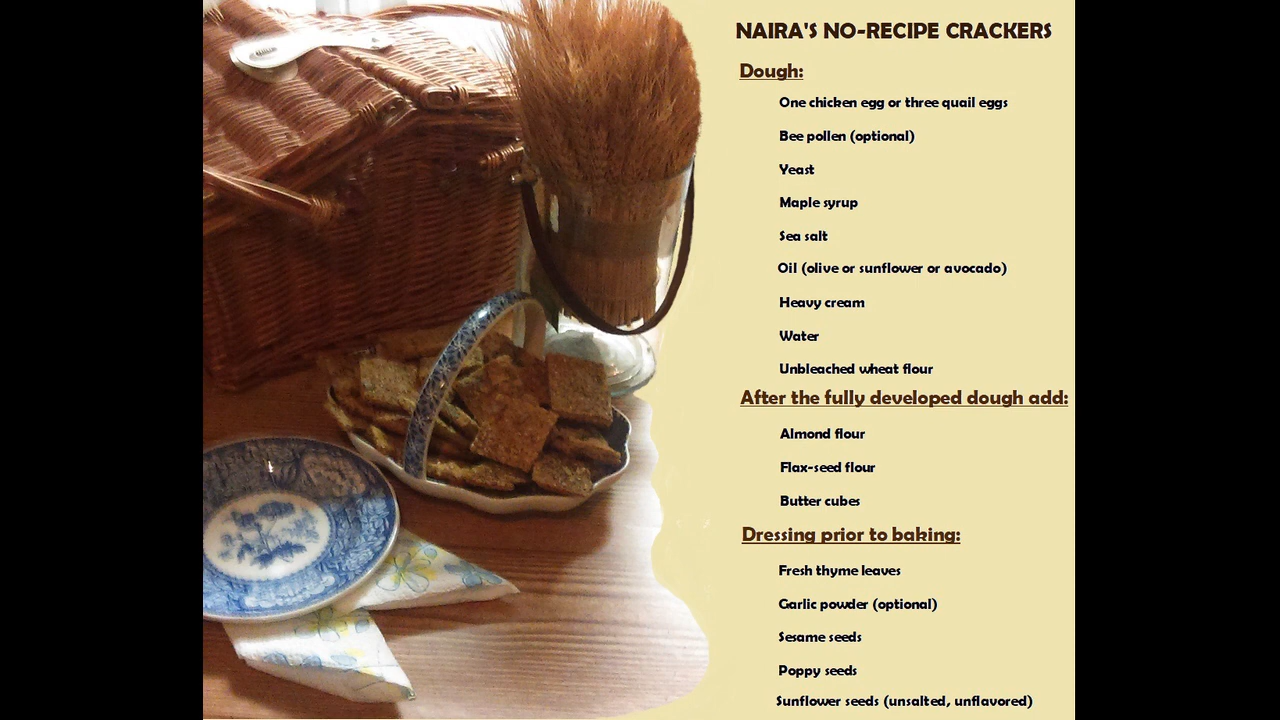 NAIRA'S NO-RECIPE CRACKERS
Dough:
One chicken egg or three quail eggs
Bee pollen (optional)
Yeast
Maple syrup
Sea salt
Oil (olive or sunflower or avocado)
Heavy cream
Water
Unbleached wheat flour
After the fully developed dough add:
Almond flour
Flax-seed flour
Butter cubes
Dressing prior to baking:
Fresh thyme leaves
Garlic powder (optional)
Sesame seeds
Poppy seeds
Sunflower seeds (unsalted, unflavored)